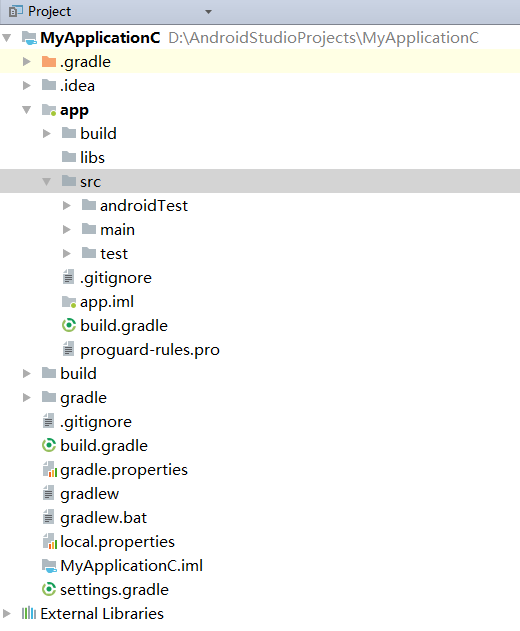 Project
MyApplicationC D:\AndroidStudioProjects\MyApplicationC
.gradle
.idea
app
build
libs
src
androidTest
main
test
.gitignore
app.iml
build.gradle
proguard-rules.pro
build
gradle
.gitignore
build.gradle
gradle.properties
gradlew
gradlew.bat
local.properties
MyApplicationC.iml
settings.gradle
External Libraries